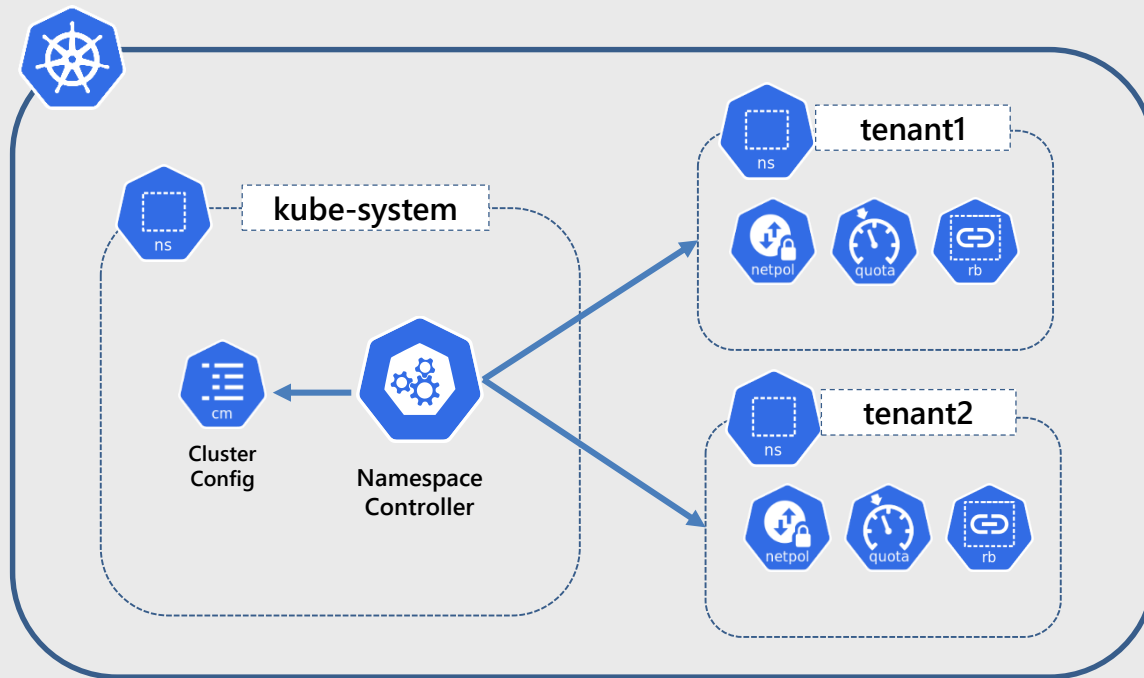 ns
tenant1
netpol
quota
rb
ns
kube-system
cm
Cluster
Config
Namespace
Controller
ns
tenant2
netpol
quota
rb